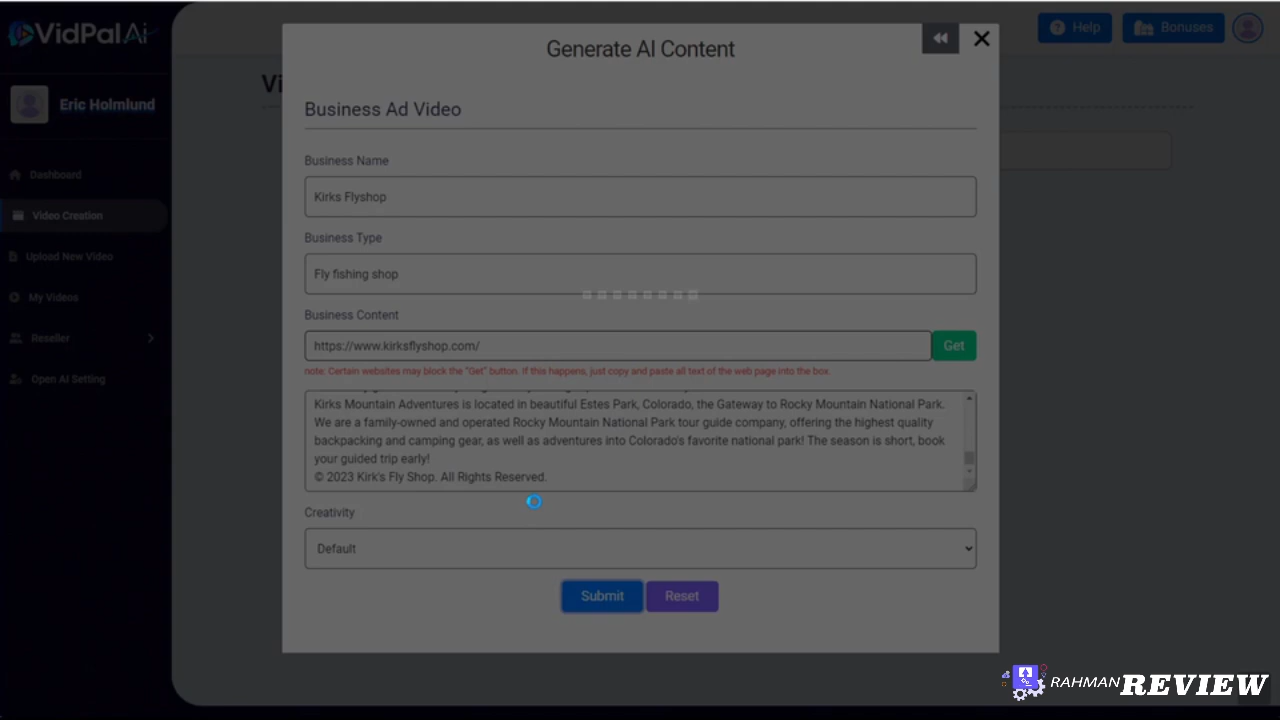 VidPalAi
Help
Bonuses
Generate AI Content
Vi
Eric Holmlund
Business Ad Video
Business Name
Kirks Flyshop
Dashboard
Video Creation
Business Type
Upload New Video
Fly fishing shop
My Videos
Business Content
Reseller
https://www.kirksflyshop.com/
Get
note: Certain websites may block the "Get" button. If this happens, just copy and paste all text of the web page into the box.
Open AI Setting
Kirks Mountain Adventures is located in beautiful Estes Park, Colorado, the Gateway to Rocky Mountain National Park.
We are a family-owned and operated Rocky Mountain National Park tour guide company, offering the highest quality
backpacking and camping gear, as well as adventures into Colorado's favorite national park! The season is short, book
your guided trip early!
© 2023 Kirk's Fly Shop. All Rights Reserved.
Creativity
Default
Submit
Reset
RAHMAN REVIEW